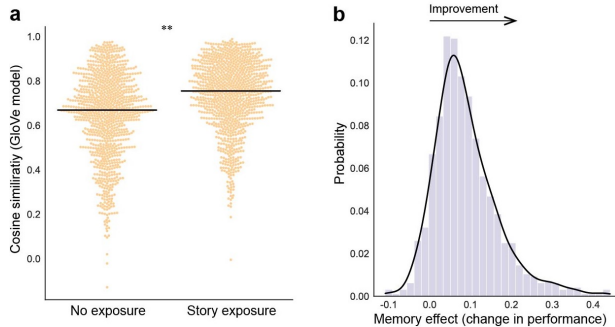 a
**
Cosine similiratiy (GloVe model)
1.0
0.8
0.6
0.4
0.2
0.0
No exposure Story exposure
b
Improvement
Probability
0.12
0.10
0.08
0.06
0.04
0.02
0.00
-0.1 0.0 0.1 0.2 0.3 0.4
Memory effect (change in performance)